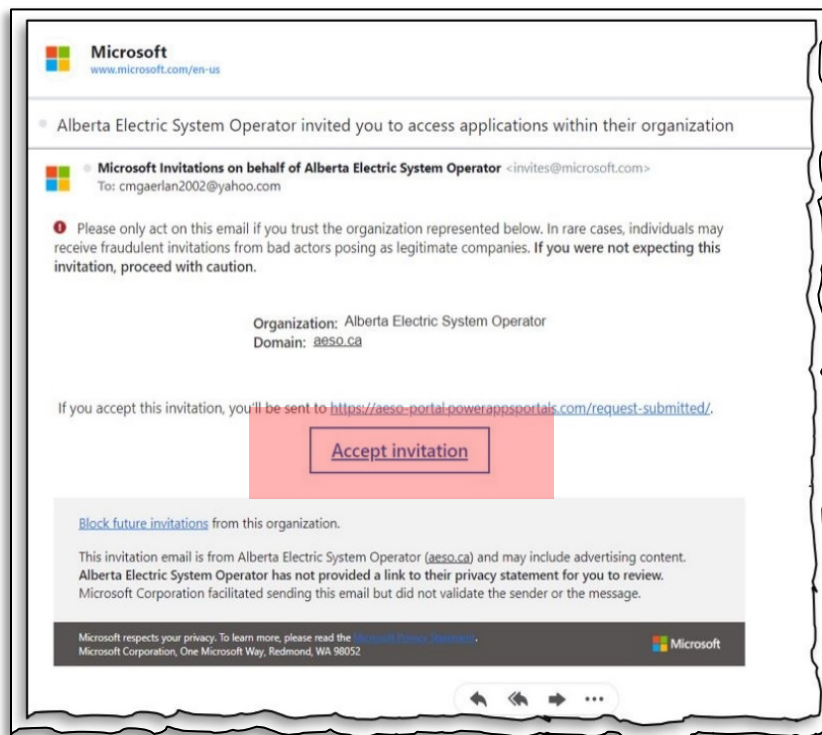 Microsoft
www.microsoft.com/en-us
Alberta Electric System Operator invited you to access applications within their organization
Microsoft Invitations on behalf of Alberta Electric System Operator <invites@microsoft.com>
To: cmgaerlan2002@yahoo.com
Please only act on this email if you trust the organization represented below. In rare cases, individuals may
receive fraudulent invitations from bad actors posing as legitimate companies. If you were not expecting this
invitation, proceed with caution.
Organization: Alberta Electric System Operator
Domain: aeso.ca
If you accept this invitation, you'll be sent to https://aeso-portal-powerappsportals.com/request-submitted/.
Accept invitation
Block future invitations from this organization.
This invitation email is from Alberta Electric System Operator (aeso.ca) and may include advertising content.
Alberta Electric System Operator has not provided a link to their privacy statement for you to review.
Microsoft Corporation facilitated sending this email but did not validate the sender or the message.
Microsoft respects your privacy. To learn more, please read the Microsoft Privacy Statement.
Microsoft Corporation, One Microsoft Way, Redmond, WA 98052
Microsoft